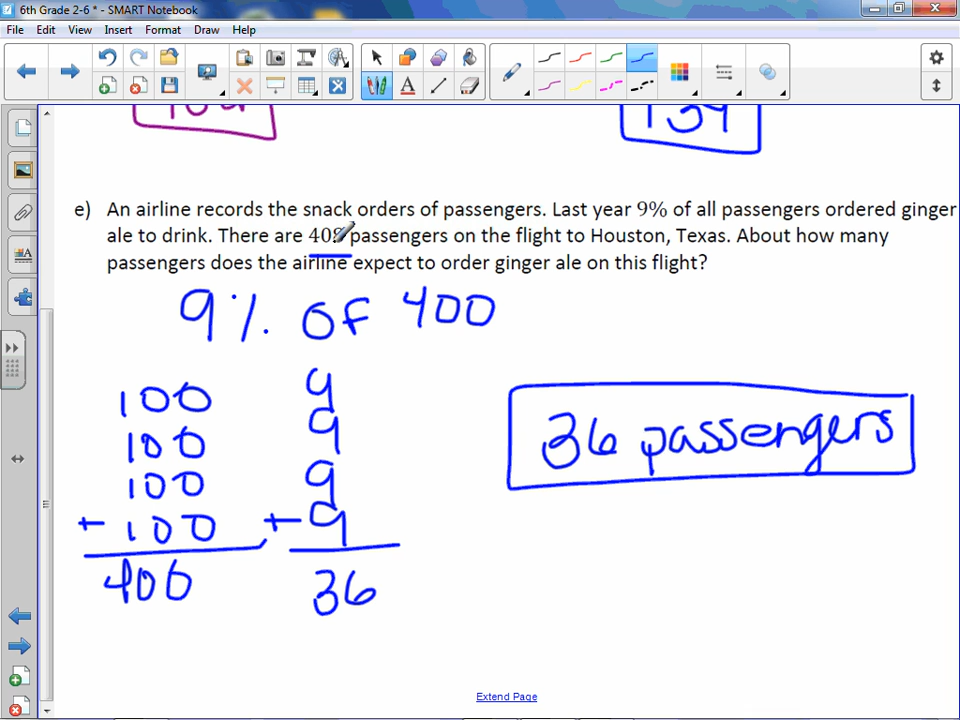 6th Grade 2-6 * - SMART Notebook
File Edit View Insert Format Draw Help
134
e) An airline records the snack orders of passengers. Last year 9% of all passengers ordered ginger
ale to drink. There are passengers on the flight to Houston, Texas. About how many
passengers does the airline expect to order ginger ale on this flight?
9% of 400
100 9
100 9
100 9
+ 100 + 9
400 36
36 passengers
Extend Page